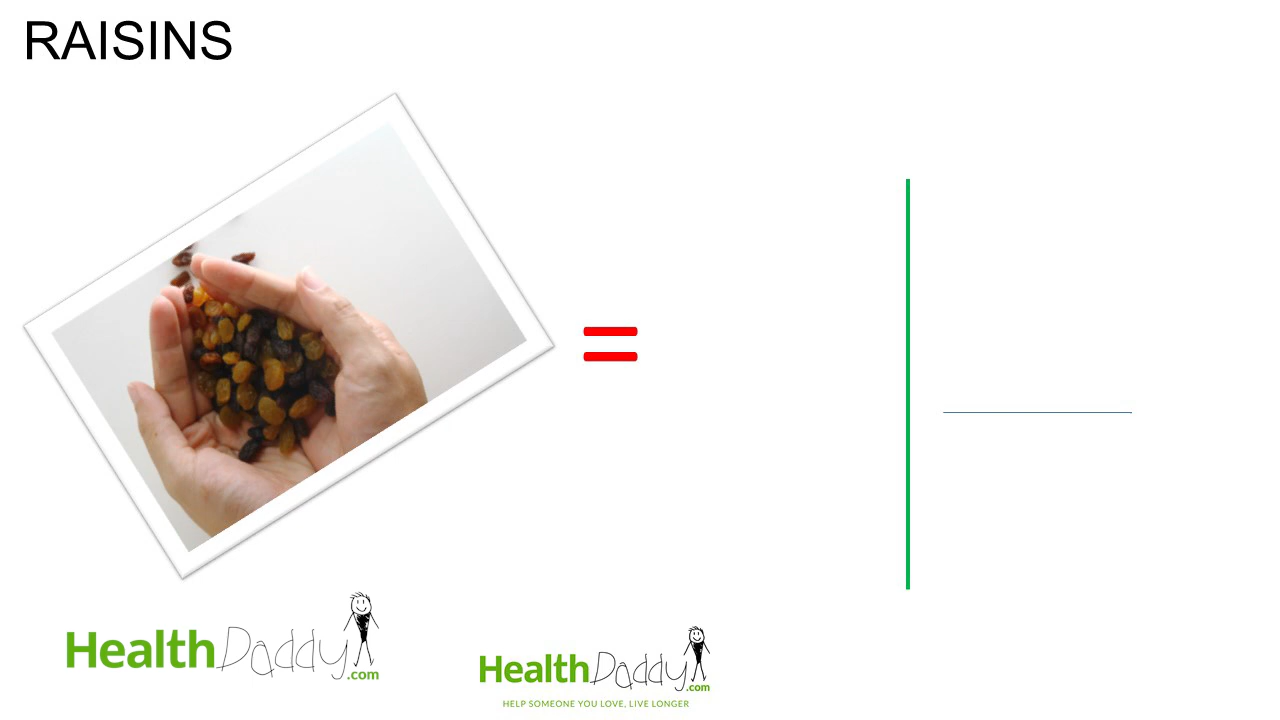 RAISINS
=
HealthDaddy.com
HealthDaddy.com
HELP SOMEONE YOU LOVE, LIVE LONGER